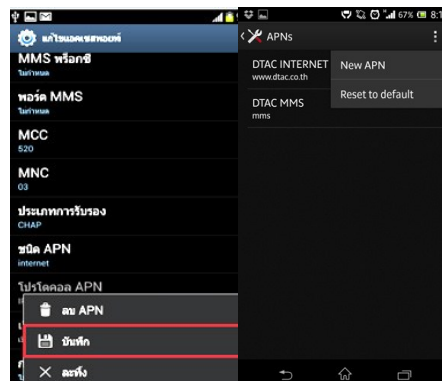 แก้ไขแอคเซสพอยท์
MMS พร็อกซี่
ไม่กำหนด
พอร์ต MMS
ไม่กำหนด
MCC
520
MNC
03
ประเภทการรับรอง
CHAP
ชนิด APN
internet
โปรโตคอล APN
ลบ APN
บันทึก
ละทิ้ง
67% 8:1
APNs
DTAC INTERNET
www.dtac.co.th
New APN
Reset to default
DTAC MMS
mms